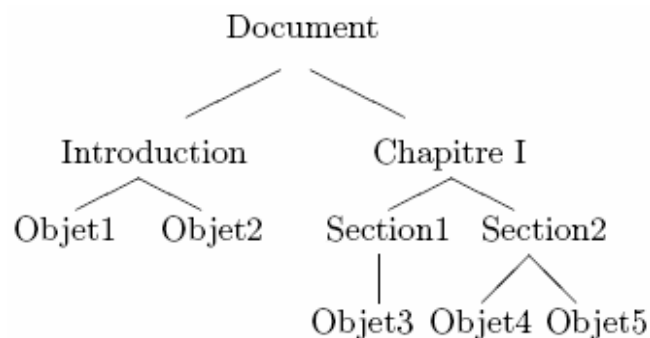 Document
Introduction Chapitre I
Objet1 Objet2 Section1 Section2
Objet3 Objet4 Objet5